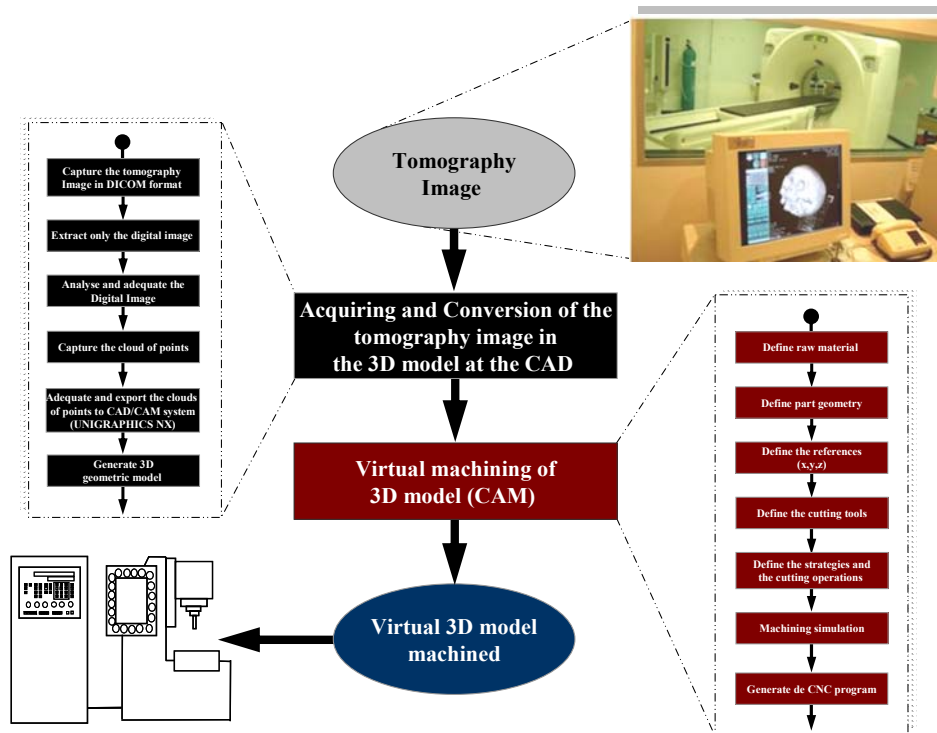 Tomography
Image
Capture the tomography
Image in DICOM format
Extract only the digital image
Analyse and adequate the
Digital Image
Capture the cloud of points
Adequate and export the clouds
of points to CAD/CAM system
(UNIGRAPHICS NX)
Generate 3D
geometric model
Acquiring and Conversion of the
tomography image in
the 3D model at the CAD
Virtual machining of
3D model (CAM)
Define raw material
Define part geometry
Define the references
(x,y,z)
Define the cutting tools
Define the strategies and
the cutting operations
Machining simulation
Generate de CNC program
Virtual 3D model
machined